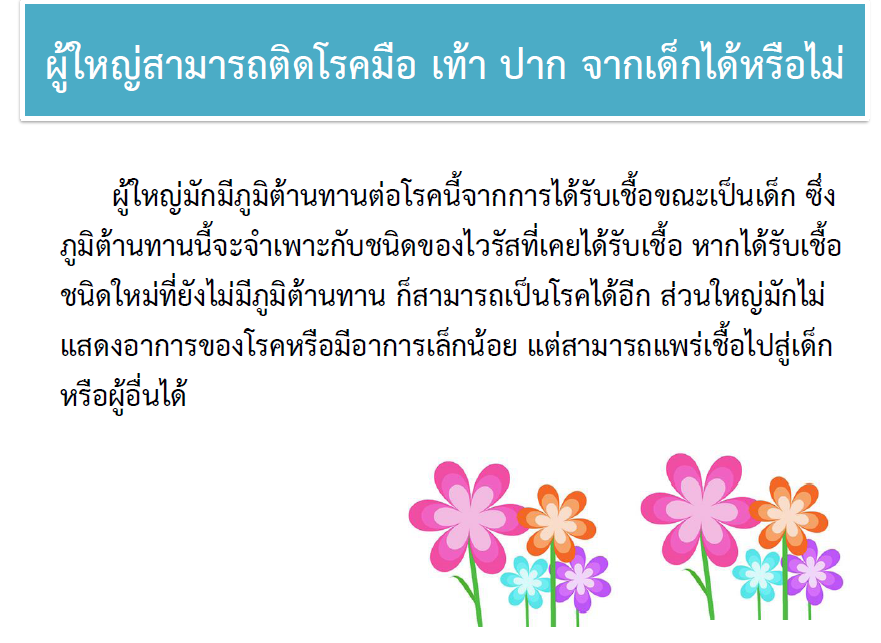 ผู้ใหญ่สามารถติดโรคมือ เท้า ปาก จากเด็กได้หรือไม่
ผู้ใหญ่มักมีภูมิต้านทานต่อโรคนี้จากการได้รับเชื้อขณะเป็นเด็ก ซึ่ง
ภูมิต้านทานนี้จะจำเพาะกับชนิดของไวรัสที่เคยได้รับเชื้อ หากได้รับเชื้อ
ชนิดใหม่ที่ยังไม่มีภูมิต้านทาน ก็สามารถเป็นโรคได้อีก ส่วนใหญ่มักไม่
แสดงอาการของโรคหรือมีอาการเล็กน้อย แต่สามารถแพร่เชื้อไปสู่เด็ก
หรือผู้อื่นได้